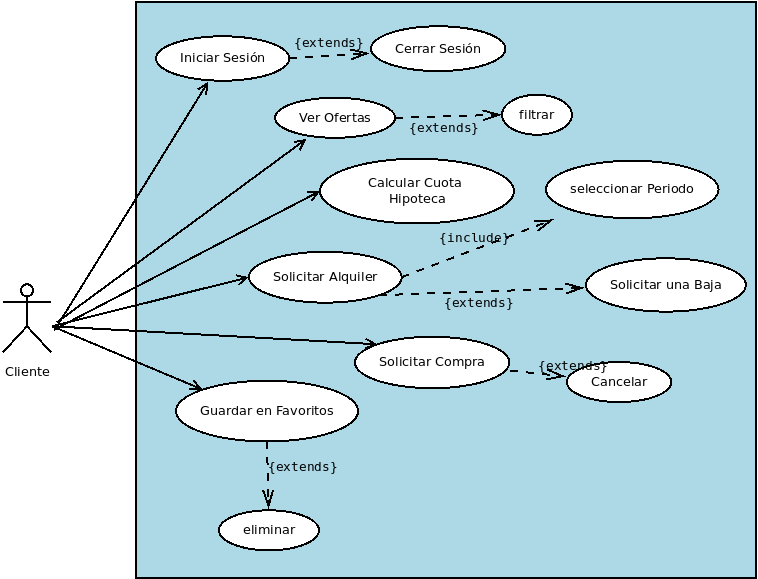 Iniciar Sesión
{extends}
Cerrar Sesión
Ver Ofertas
{extends}
filtrar
Calcular Cuota
Hipoteca
seleccionar Periodo
{include}
Solicitar Alquiler
{extends}
Solicitar una Baja
Cliente
Solicitar Compra
{extends}
Cancelar
Guardar en Favoritos
{extends}
eliminar